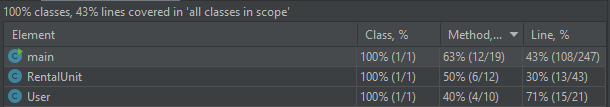 100% classes, 43% lines covered in 'all classes in scope'
Element Class, % Method,... Line, %
main 100% (1/1) 63% (12/19) 43% (108/247)
RentalUnit 100% (1/1) 50% (6/12) 30% (13/43)
User 100% (1/1) 40% (4/10) 71% (15/21)